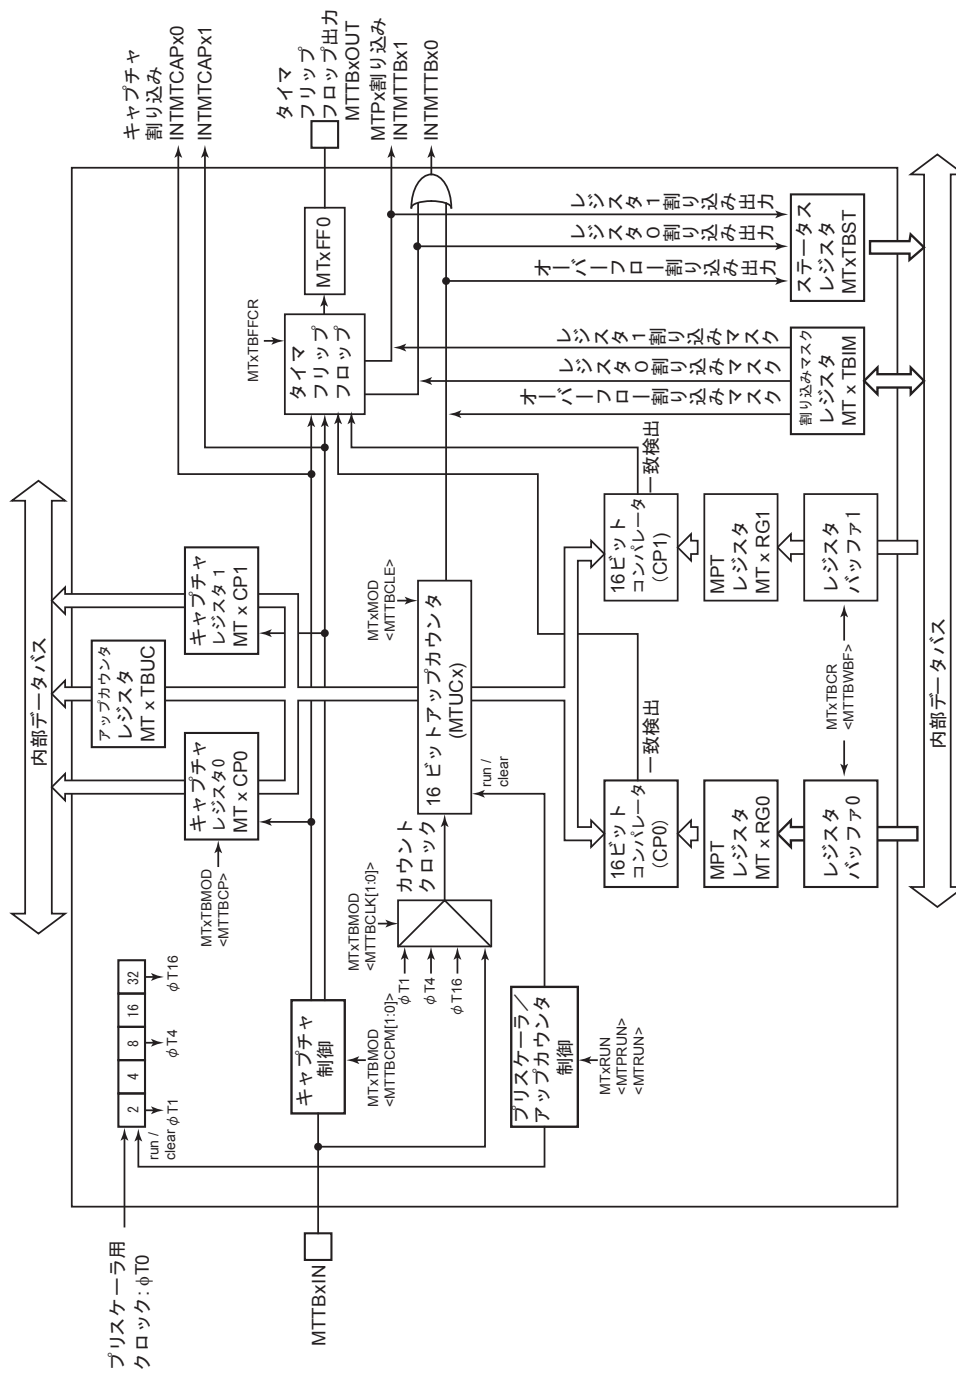 プリスケーラ用
クロック: φT0
run /
clear
2
4
8
16
32
φT1
φT4
φT16
内部データバス
キャプチャ
割り込み
INTMTCAPx0
INTMTCAPx1
MTxTBMOD
<MTTBCP>
キャプチャ
レジスタ0
MT x CP0
アップカウンタ
レジスタ
MT x TBUC
キャプチャ
レジスタ1
MT x CP1
MTTBxIN
キャプチャ
制御
MTxTBMOD
<MTTBCPM[1:0]>
MTxTBFFCR
タイマ
フリップ
フロップ
MTxFF0
タイマ
フリップ
フロップ出力
MTTBxOUT
MTPx割り込み
INTMTTBx1
INTMTTBx0
MTxTBMOD
<MTTBCLK[1:0]>
φT1
φT4
φT16
カウント
クロック
16 ビットアップカウンタ
(MTUCx)
MTxMOD
<MTTBCLE>
run /
clear
プリスケーラ/
アップカウンタ
制御
MTxRUN
<MTPRUN>
<MTRUN>
オーバーフロー割り込みマスク
レジスタ0割り込みマスク
レジスタ1割り込みマスク
オーバーフロー割り込み出力
レジスタ0割り込み出力
レジスタ1割り込み出力
16ビット
コンパレータ
(CP0)
一致検出
16ビット
コンパレータ
(CP1)
一致検出
MPT
レジスタ
MT x RG0
MPT
レジスタ
MT x RG1
レジスタ
バッファ0
MTxTBCR
<MTTBWBF>
レジスタ
バッファ1
割り込みマスク
レジスタ
MT x TBIM
ステータス
レジスタ
MTxTBST
内部データバス